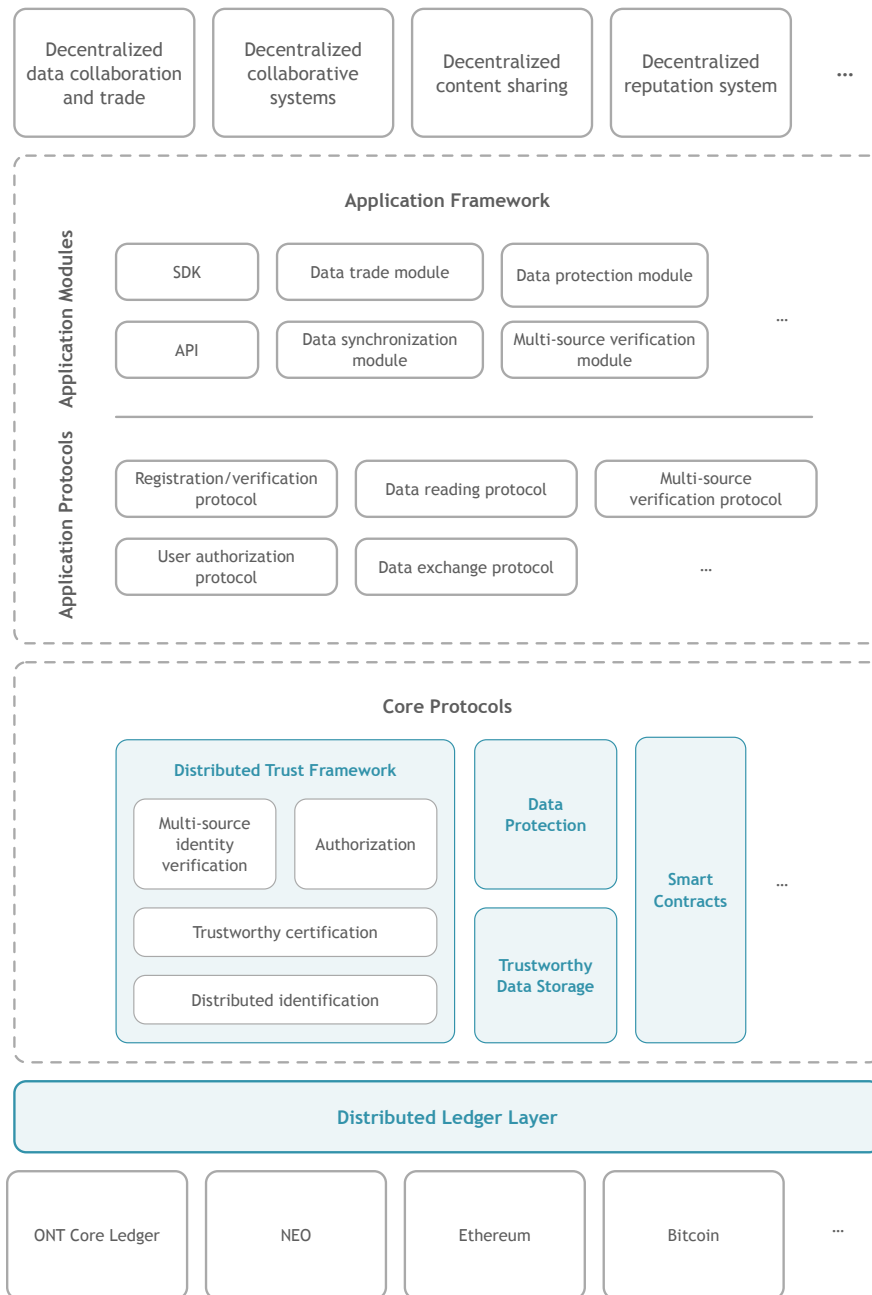 Decentralized
data collaboration
and trade
Decentralized
collaborative
systems
Decentralized
content sharing
Decentralized
reputation system
...
Application Framework
Application Modules
SDK
Data trade module
Data protection module
API
Data synchronization
module
Multi-source verification
module
...
Application Protocols
Registration/verification
protocol
Data reading protocol
Multi-source
verification protocol
User authorization
protocol
Data exchange protocol
...
Core Protocols
Distributed Trust Framework
Multi-source
identity
verification
Authorization
Trustworthy certification
Distributed identification
Data
Protection
Trustworthy
Data Storage
Smart
Contracts
...
Distributed Ledger Layer
ONT Core Ledger
NEO
Ethereum
Bitcoin
...